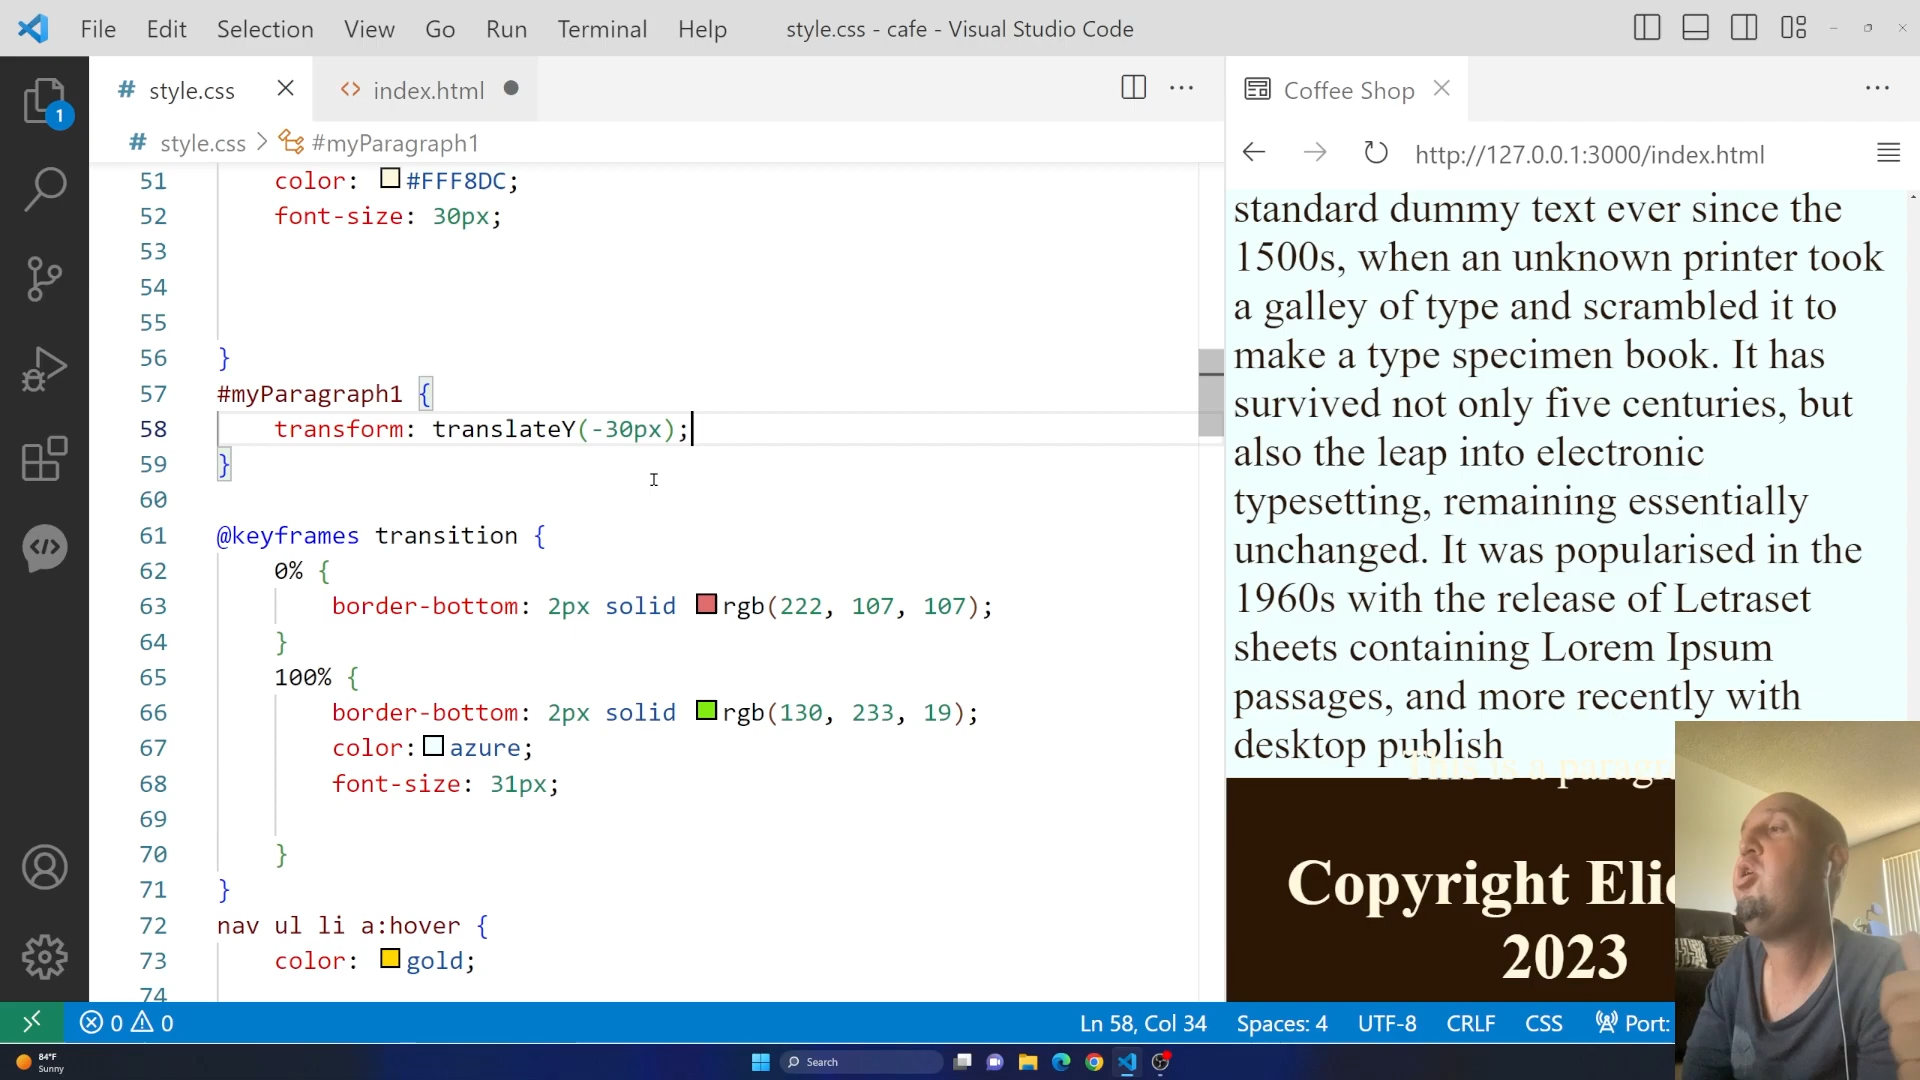 File Edit Selection View Go Run Terminal Help style.css - cafe - Visual Studio Code
# style.css <> index.html
Coffee Shop
1
# style.css > #myParagraph1
http://127.0.0.1:3000/index.html
51 color: #FFF8DC;
52 font-size: 30px;
53
54
55
56 }
57 #myParagraph1 {
58 transform: translateY(-30px);
59 }
60
61 @keyframes transition {
62 0% {
63 border-bottom: 2px solid rgb(222, 107, 107);
64 }
65 100% {
66 border-bottom: 2px solid rgb(130, 233, 19);
67 color: azure;
68 font-size: 31px;
69
70 }
71 }
72 nav ul li a:hover {
73 color: gold;
74
standard dummy text ever since the
1500s, when an unknown printer took
a galley of type and scrambled it to
make a type specimen book. It has
survived not only five centuries, but
also the leap into electronic
typesetting, remaining essentially
unchanged. It was popularised in the
1960s with the release of Letraset
sheets containing Lorem Ipsum
passages, and more recently with
desktop publish
This is a paragr
Copyright Elic
2023
0 0 Ln 58, Col 34 Spaces: 4 UTF-8 CRLF CSS Port:
84°F
Sunny
Search